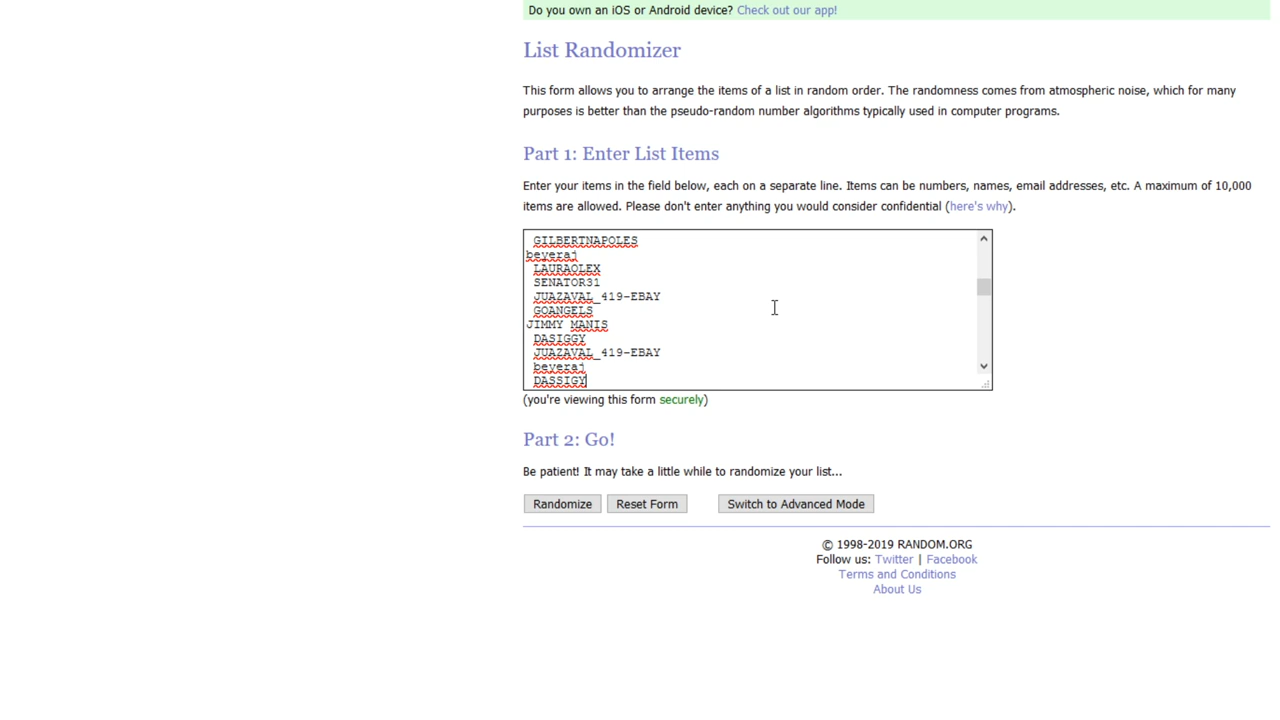 Do you own an iOS or Android device? Check out our app!
List Randomizer
This form allows you to arrange the items of a list in random order. The randomness comes from atmospheric noise, which for many
purposes is better than the pseudo-random number algorithms typically used in computer programs.
Part 1: Enter List Items
Enter your items in the field below, each on a separate line. Items can be numbers, names, email addresses, etc. A maximum of 10,000
items are allowed. Please don't enter anything you would consider confidential (here's why).
GILBERTNAPOLES
beyeraj
LAURAOLEX
SENATOR31
JUAZAVAL_419-EBAY
GOANGELS
JIMMY MANIS
DASIGGY
JUAZAVAL_419-EBAY
beyeraj
DASSIGY
(you're viewing this form securely)
Part 2: Go!
Be patient! It may take a little while to randomize your list...
Randomize Reset Form Switch to Advanced Mode
© 1998-2019 RANDOM.ORG
Follow us: Twitter | Facebook
Terms and Conditions
About Us